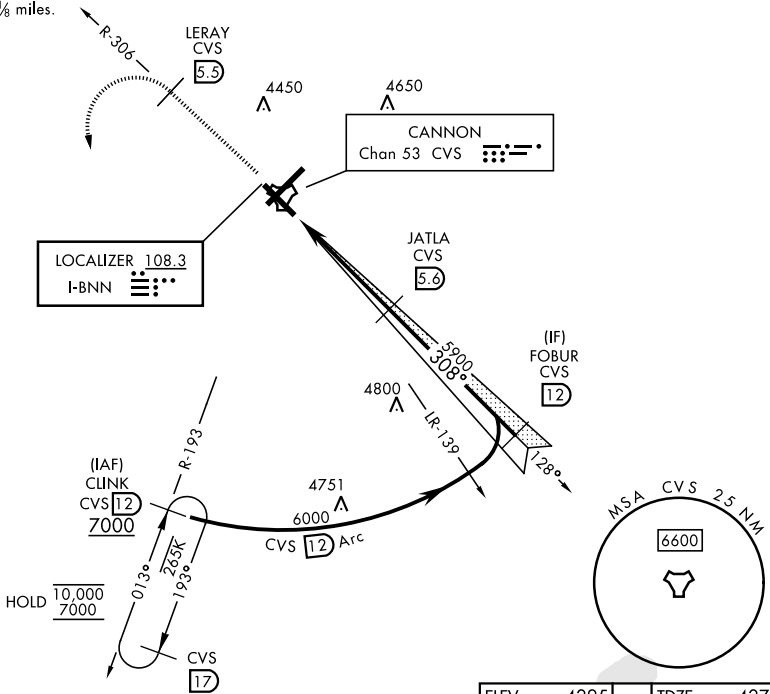 ⅛ miles.
R-306
LERAY
CVS
5.5
4450
4650
CANNON
Chan 53 CVS
LOCALIZER 108.3
I-BNN
JATLA
CVS
5.6
(IF)
FOBUR
CVS
12
5900
308°
4800
LR-139
128°
R-193
(IAF)
CLINK
CVS 12
7000
4751
6000
CVS 12 Arc
265K
013°
193°
HOLD 10,000
7000
CVS
17
MSA CVS 25 NM
6600
ELEV 4295
TDZE